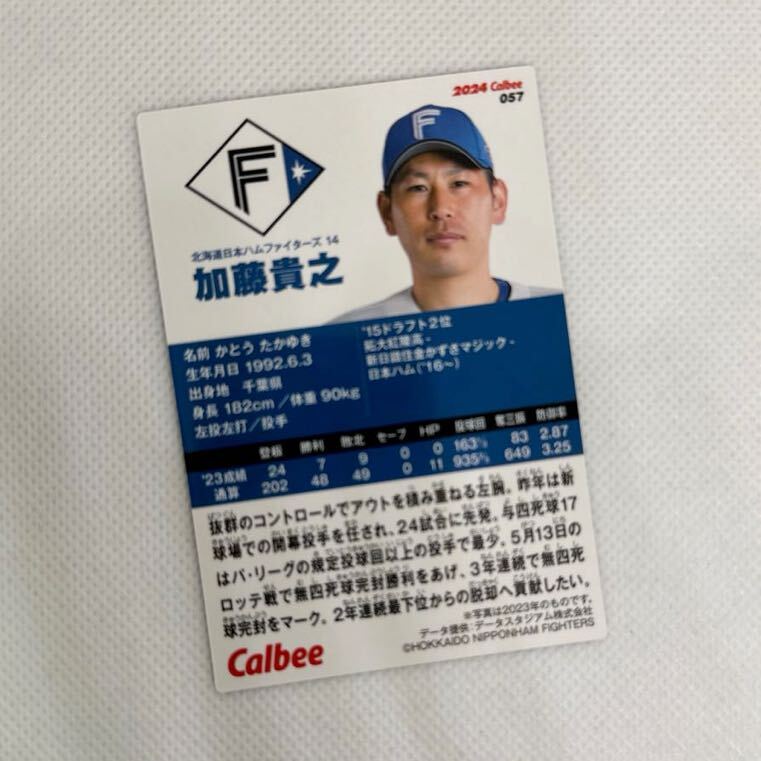 2024 Calbee
057
F
F
北海道日本ハムファイターズ 14
加藤貴之
名前 かとう たかゆき
生年月日 1992.6.3
出身地 千葉県
身長 182cm／体重 90kg
左投左打／投手
'15ドラフト2位
拓大紅陵高-
新日鐵住金かずさマジック-
日本ハム('16〜)
登板 勝利 敗北 セーブ HP 投球回 奪三振 防御率
'23成績 24 7 9 0 0 163⅓ 83 2.87
通算 202 48 49 0 11 935⅔ 649 3.25
抜群のコントロールでアウトを積み重ねる左腕。昨年は新
球場での開幕投手を任され、24試合に先発。与四死球17
はパ・リーグの規定投球回以上の投手で最少。5月13日の
ロッテ戦で無四死球完封勝利をあげ、3年連続で無四死
球完封をマーク。2年連続最下位からの脱却へ貢献したい。
※写真は2023年のものです。
データ提供：データスタジアム株式会社
©HOKKAIDO NIPPONHAM FIGHTERS
Calbee